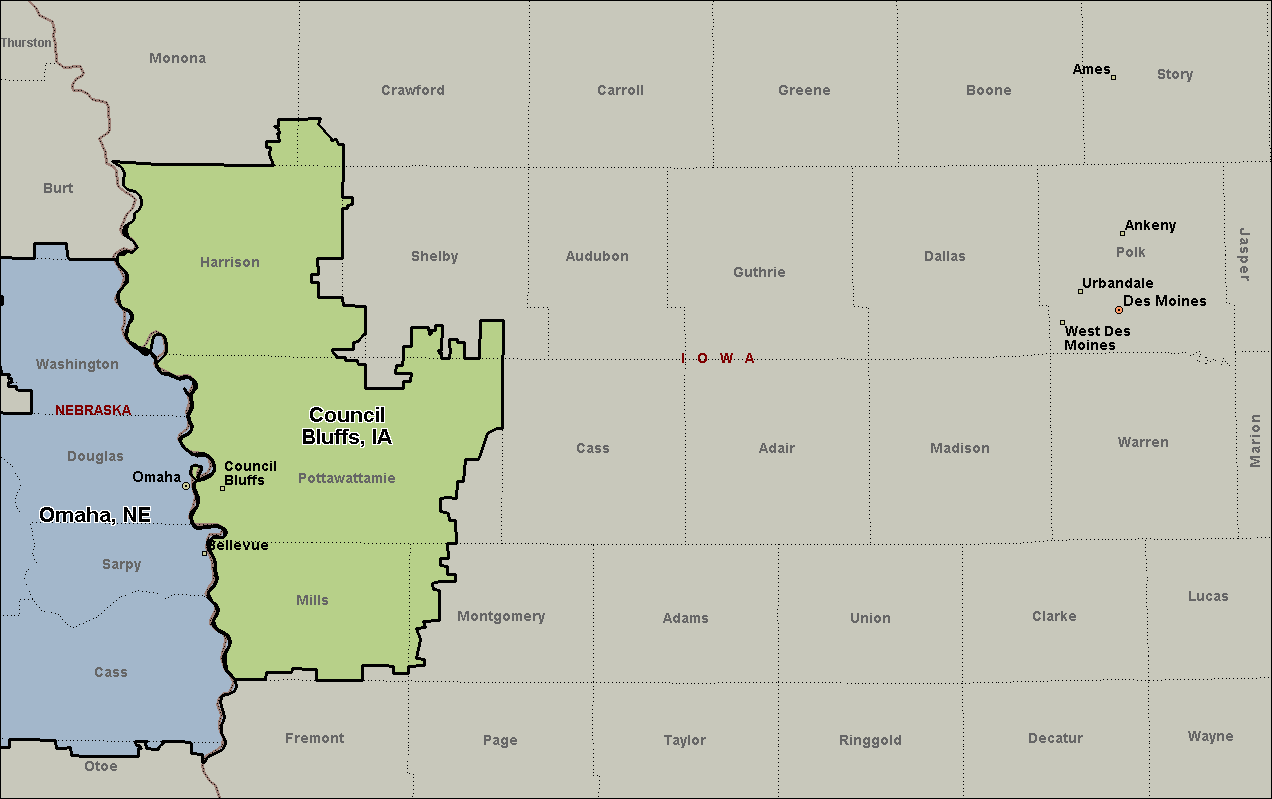 Thurston
Monona
Crawford
Carroll
Greene
Boone
Ames
Story
Burt
Harrison
Shelby
Audubon
Guthrie
Dallas
Ankeny
Polk
Jasper
Urbandale
Des Moines
West Des
Moines
IOWA
Washington
NEBRASKA
Douglas
Omaha
Omaha, NE
Council
Bluffs, IA
Council
Bluffs
Pottawattamie
Cass
Adair
Madison
Warren
Marion
Bellevue
Sarpy
Mills
Montgomery
Adams
Union
Clarke
Lucas
Cass
Otoe
Fremont
Page
Taylor
Ringgold
Decatur
Wayne